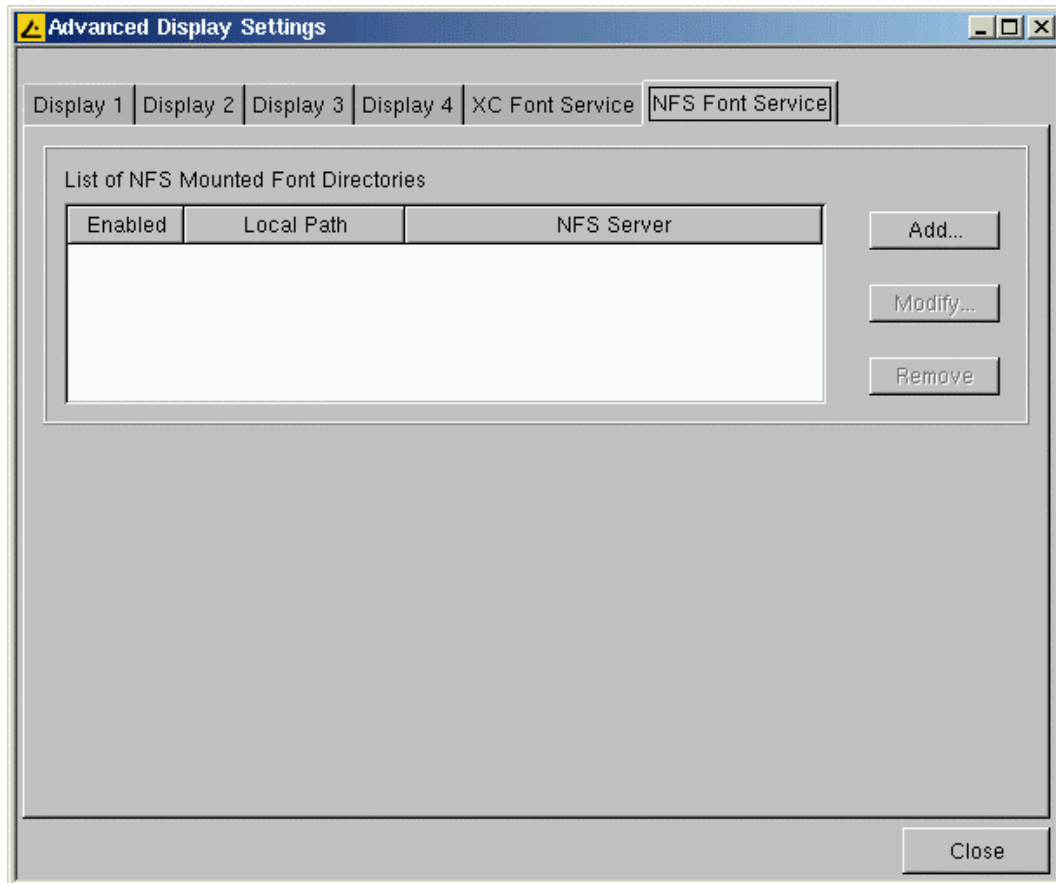 Advanced Display Settings
Display 1 Display 2 Display 3 Display 4 XC Font Service NFS Font Service
List of NFS Mounted Font Directories
Enabled Local Path NFS Server
Add...
Modify...
Remove
Close